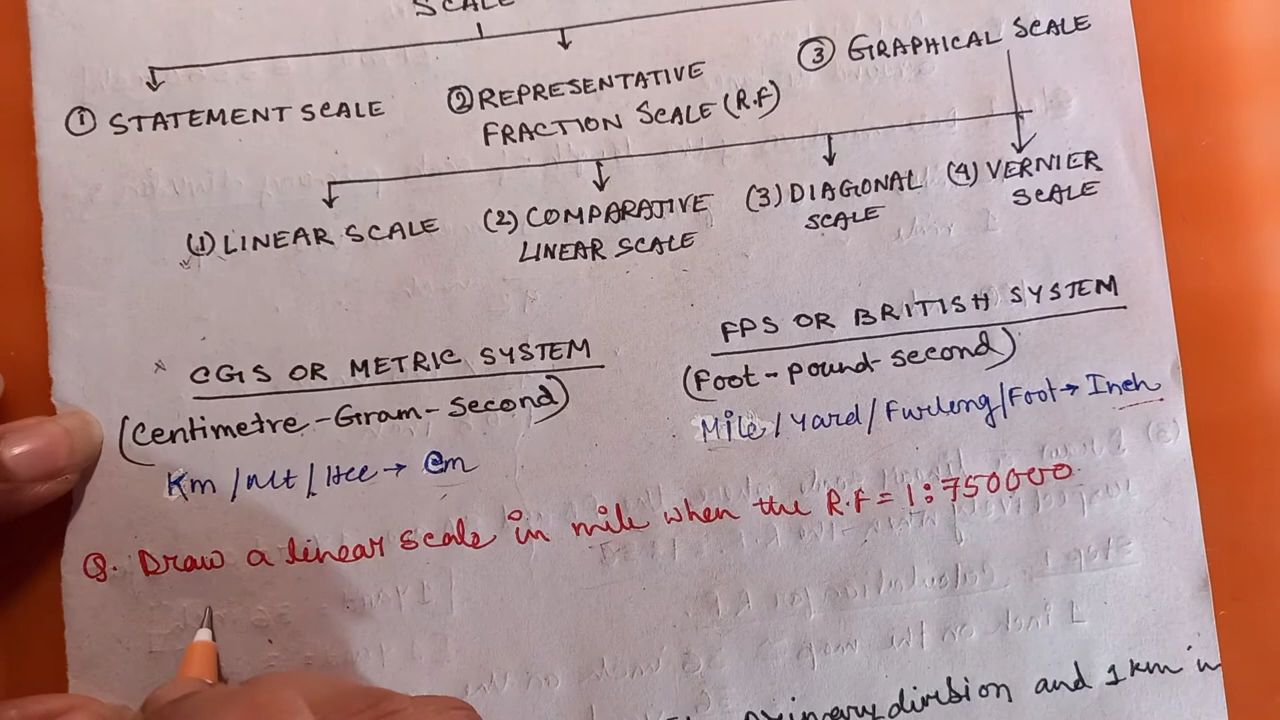 SCALE
① STATEMENT SCALE
② REPRESENTATIVE
FRACTION SCALE (R.F)
③ GRAPHICAL SCALE
(1) LINEAR SCALE
(2) COMPARATIVE
LINEAR SCALE
(3) DIAGONAL
SCALE
(4) VERNIER
SCALE
CGS OR METRIC SYSTEM
(Centimetre-Gram-Second)
Km / Mt / Hec → cm
FPS OR BRITISH SYSTEM
(Foot-pound-second)
Mile / Yard / Furlong / Foot → Inch
Q. Draw a linear scale in mile when the R.F = 1:750000
division and 1 km in